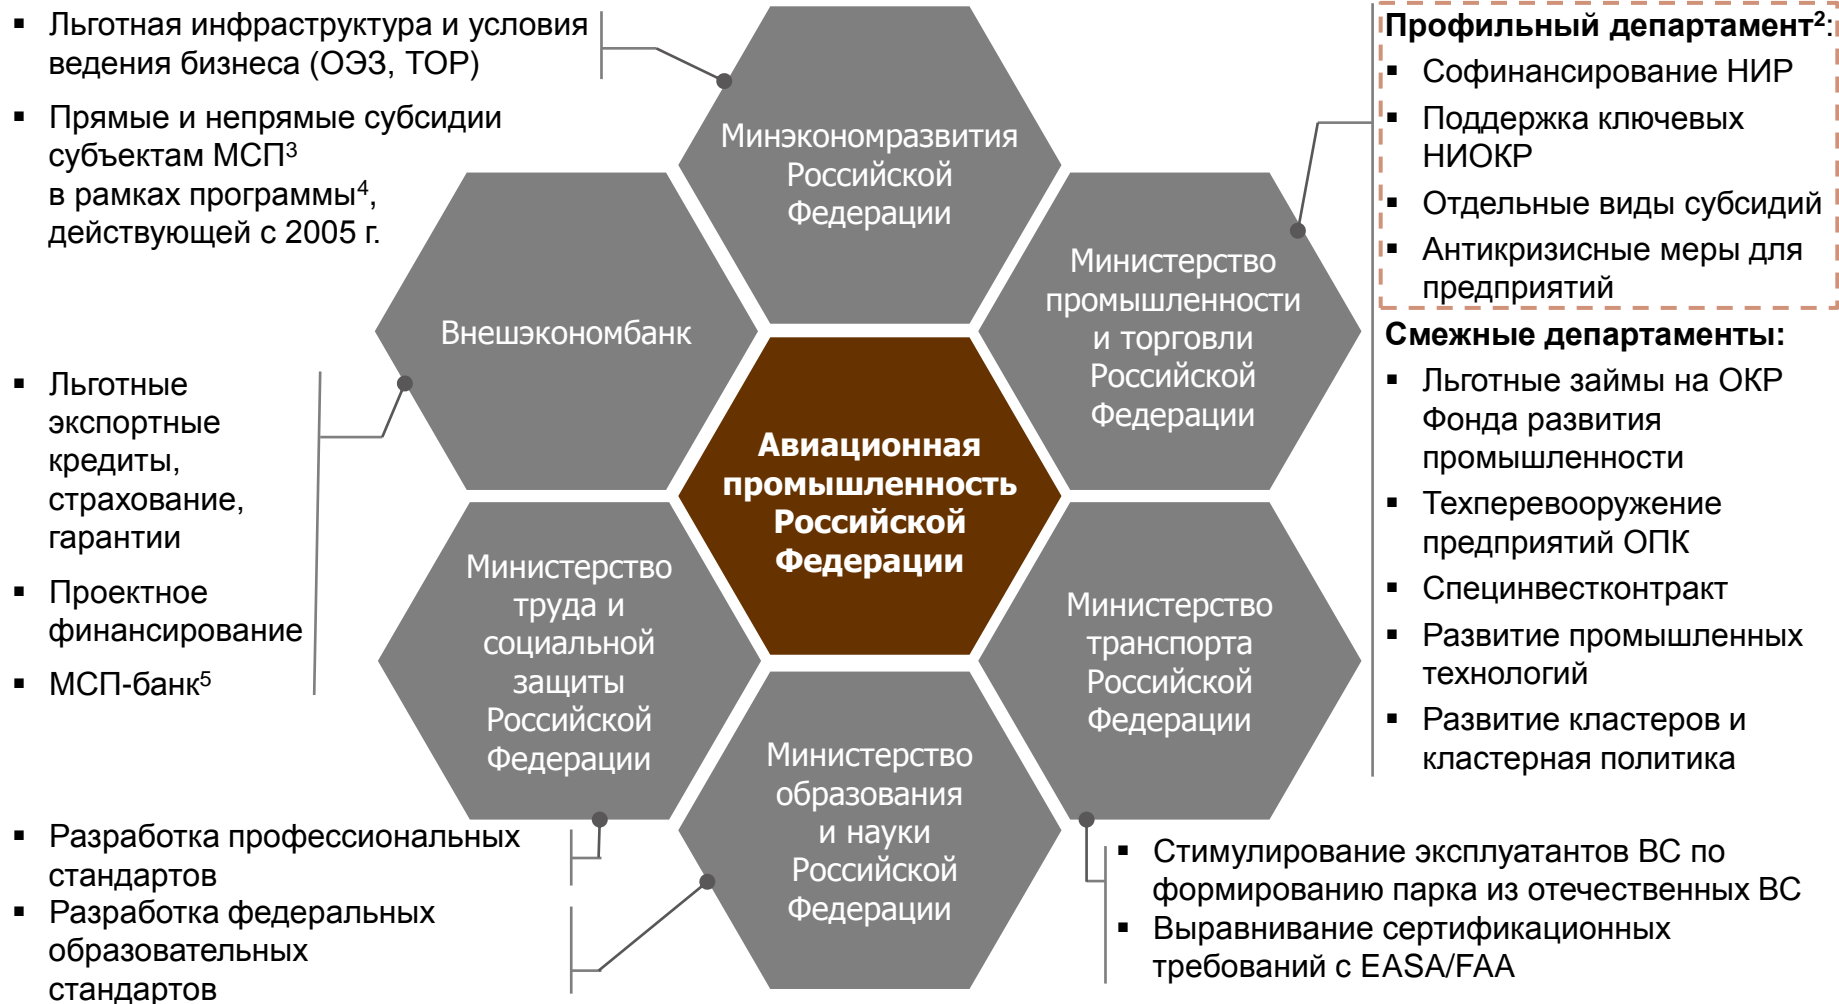 ▪ Льготная инфраструктура и условия
ведения бизнеса (ОЭЗ, ТОР)
▪ Прямые и непрямые субсидии
субъектам МСП³
в рамках программы⁴,
действующей с 2005 г.
Минэкономразвития
Российской
Федерации
Профильный департамент²:
▪ Софинансирование НИР
▪ Поддержка ключевых
НИОКР
▪ Отдельные виды субсидий
▪ Антикризисные меры для
предприятий
Смежные департаменты:
▪ Льготные займы на ОКР
Фонда развития
промышленности
▪ Техперевооружение
предприятий ОПК
▪ Специнвестконтракт
▪ Развитие промышленных
технологий
▪ Развитие кластеров и
кластерная политика
Министерство
промышленности
и торговли
Российской
Федерации
Внешэкономбанк
▪ Льготные
экспортные
кредиты,
страхование,
гарантии
▪ Проектное
финансирование
▪ МСП-банк⁵
Авиационная
промышленность
Российской
Федерации
Министерство
труда и
социальной
защиты
Российской
Федерации
Министерство
транспорта
Российской
Федерации
Министерство
образования
и науки
Российской
Федерации
▪ Разработка профессиональных
стандартов
▪ Разработка федеральных
образовательных
стандартов
▪ Стимулирование эксплуатантов ВС по
формированию парка из отечественных ВС
▪ Выравнивание сертификационных
требований с EASA/FAA